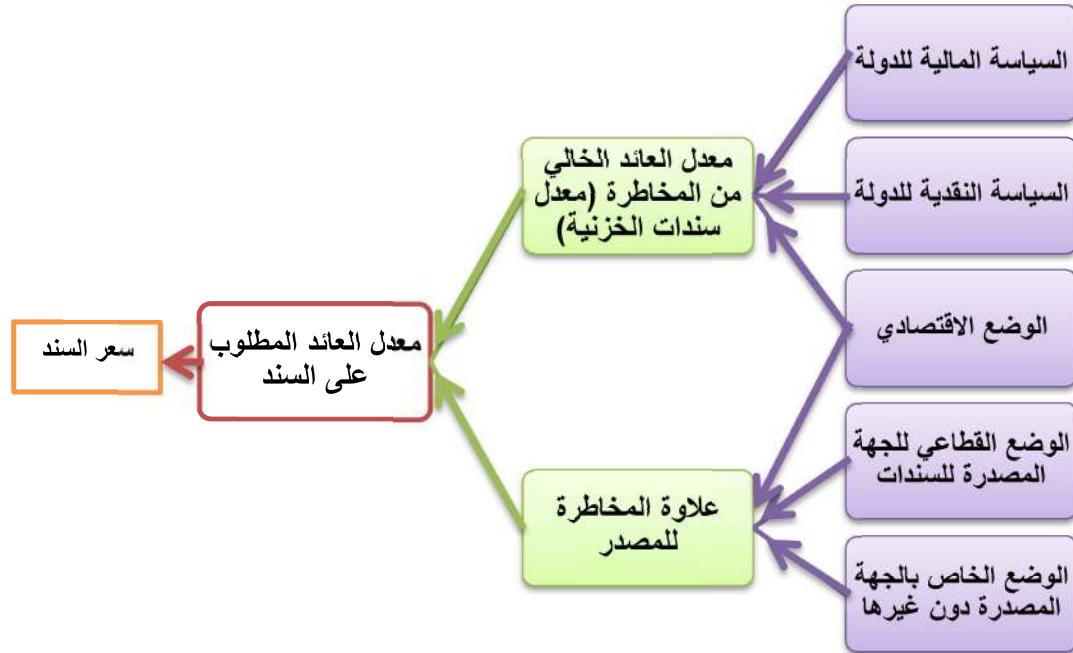 السياسة المالية للدولة
السياسة النقدية للدولة
الوضع الاقتصادي
الوضع القطاعي للجهة
المصدرة للسندات
الوضع الخاص بالجهة
المصدرة دون غيرها
معدل العائد الخالي
من المخاطرة (معدل
سندات الخزنية)
علاوة المخاطرة
للمصدر
معدل العائد المطلوب
على السند
سعر السند